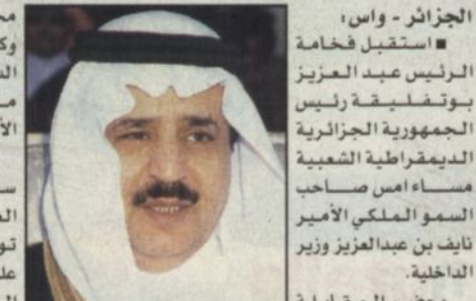 الجزائر - واس:
■ استقبل فخامة
الرئيس عبد العزيز
بوتفليقة رئيس
الجمهورية الجزائرية
الديمقراطية الشعبية
مساء امس صاحب
السمو الملكي الأمير
نايف بن عبدالعزيز وزير
الداخلية.